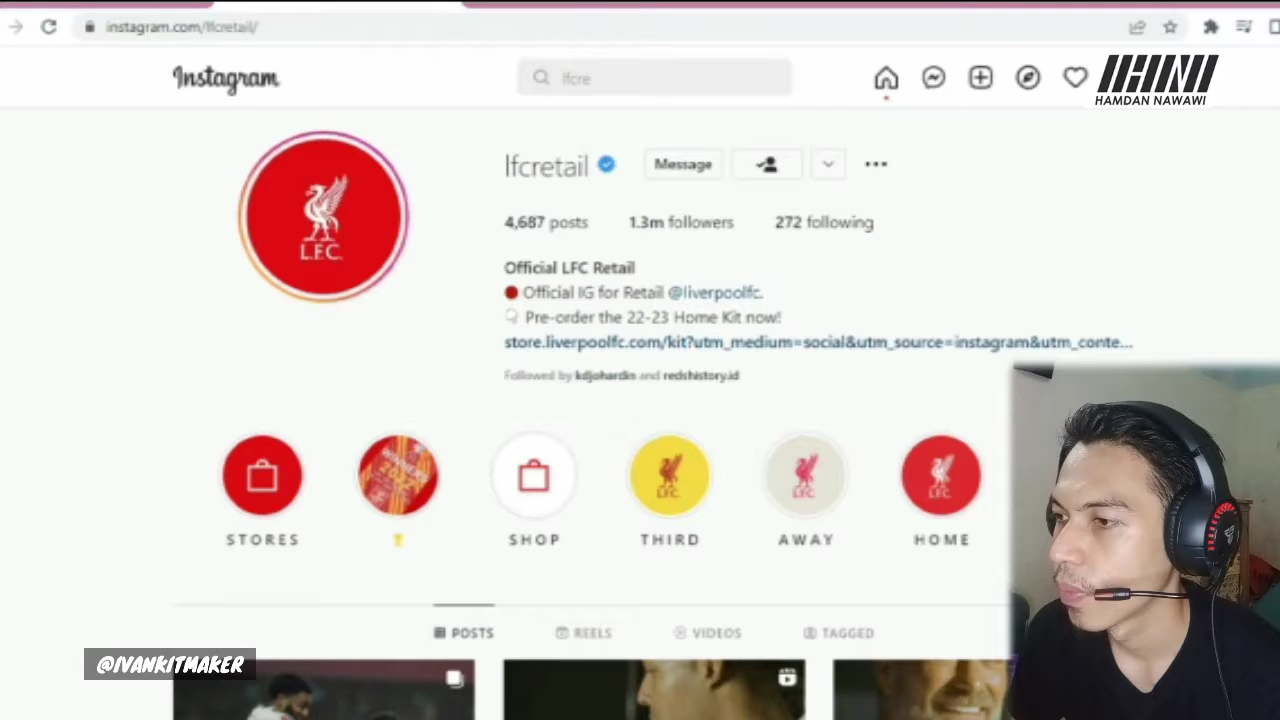 instagram.com/lfcretail/
Instagram
lfcre
HAMDAN NAWAWI
lfcretail
Message
4,687 posts 1.3m followers 272 following
Official LFC Retail
Official IG for Retail @liverpoolfc.
Pre-order the 22-23 Home Kit now!
store.liverpoolfc.com/kit?utm_medium=social&utm_source=instagram&utm_conte...
Followed by kdjohardin and redshistory.id
L.F.C.
L.F.C. L.F.C. L.F.C.
STORES SHOP THIRD AWAY HOME
POSTS REELS VIDEOS TAGGED
@IVANKITMAKER